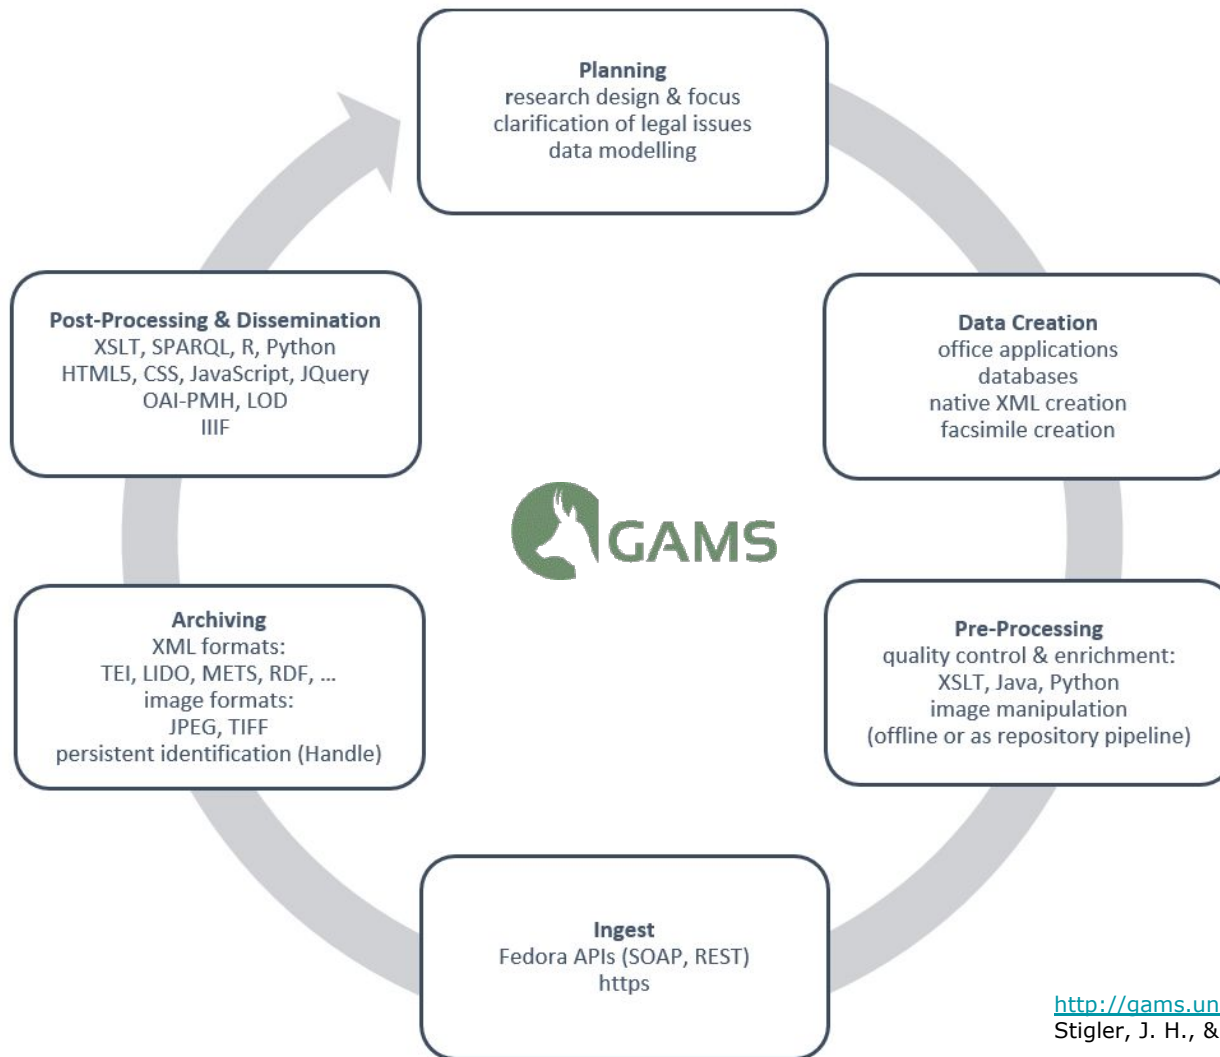 Planning
research design & focus
clarification of legal issues
data modelling
Data Creation
office applications
databases
native XML creation
facsimile creation
Pre-Processing
quality control & enrichment:
XSLT, Java, Python
image manipulation
(offline or as repository pipeline)
Ingest
Fedora APIs (SOAP, REST)
https
Archiving
XML formats:
TEI, LIDO, METS, RDF, ...
image formats:
JPEG, TIFF
persistent identification (Handle)
Post-Processing & Dissemination
XSLT, SPARQL, R, Python
HTML5, CSS, JavaScript, JQuery
OAI-PMH, LOD
IIIF
GAMS
http://gams.un
Stigler, J. H., &